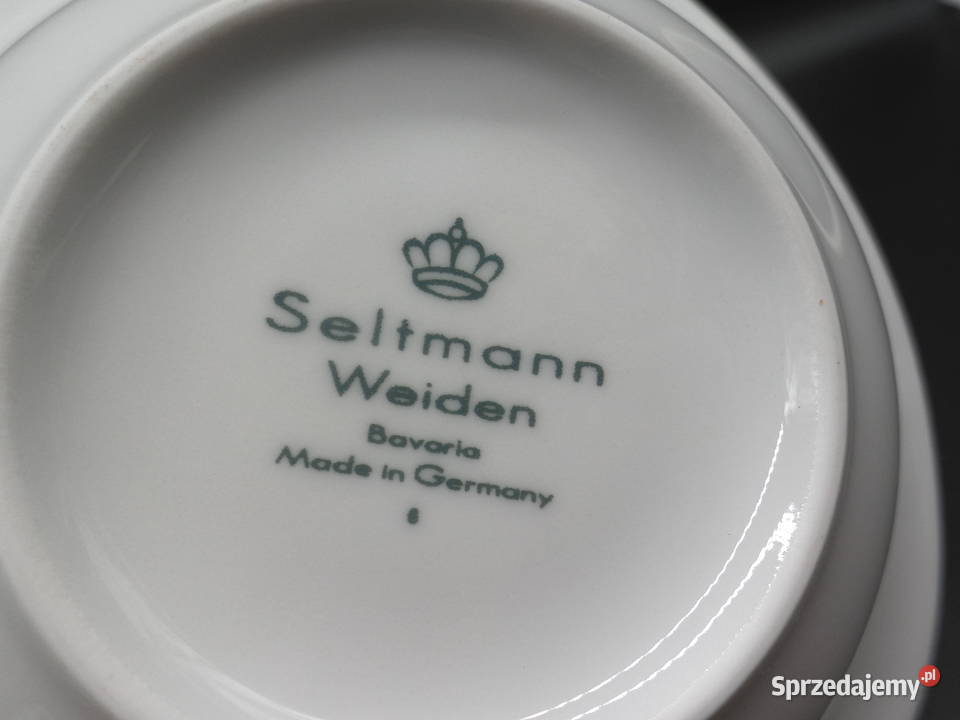 Seltmann
Weiden
Bavaria
Made in Germany
6
Sprzedajemy.pl